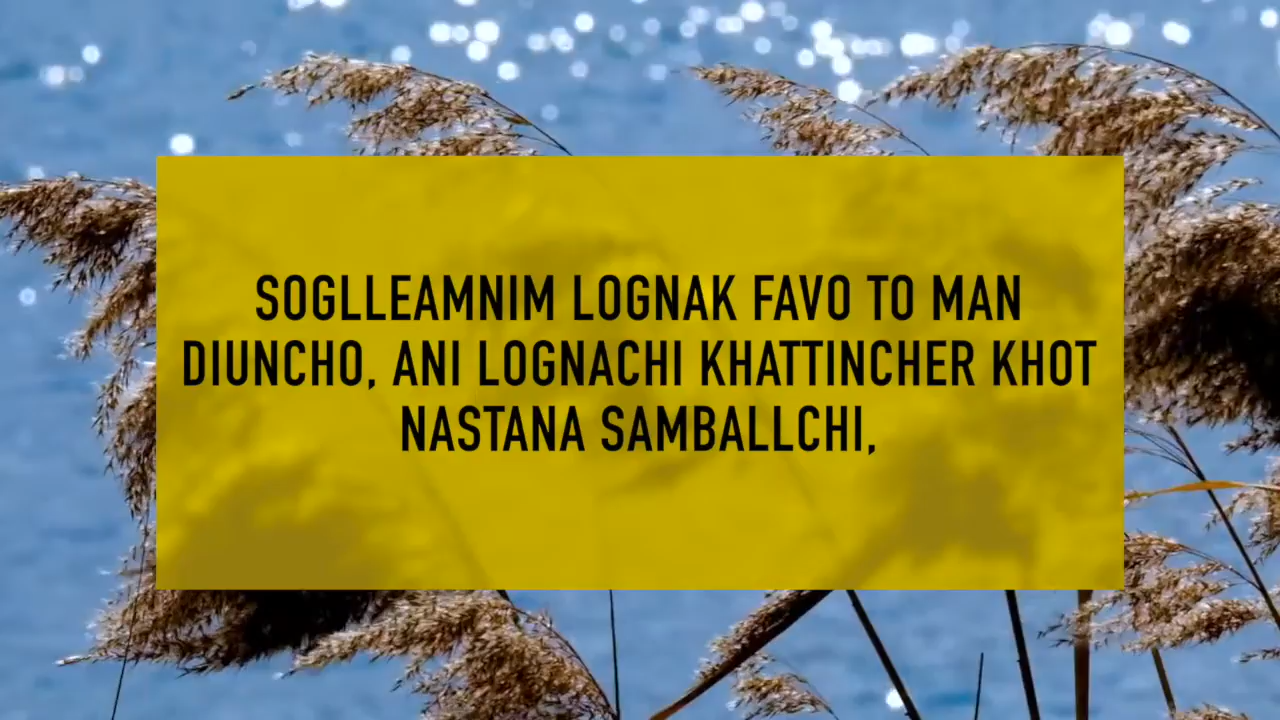 SOGLLEAMNIM LOGNAK FAVO TO MAN
DIUNCHO, ANI LOGNACHI KHATTINCHER KHOT
NASTANA SAMBALLCHI,